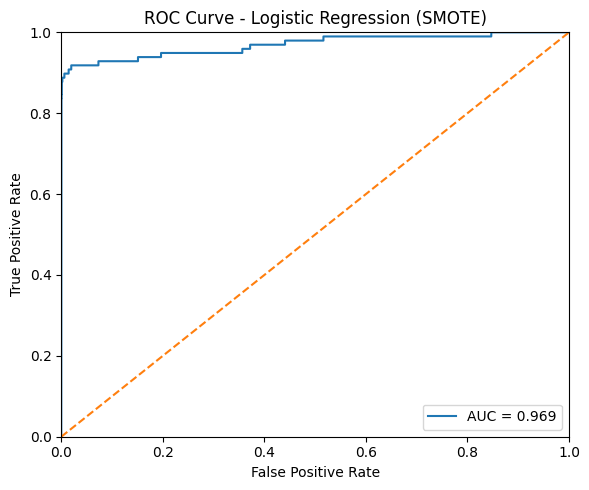 ROC Curve - Logistic Regression (SMOTE)
1.0
0.8
0.6
0.4
0.2
0.0
True Positive Rate
AUC = 0.969
0.0 0.2 0.4 0.6 0.8 1.0
False Positive Rate